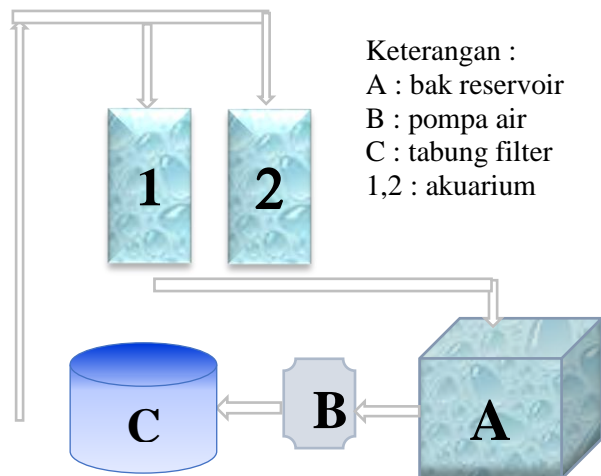 Keterangan :
A : bak reservoir
B : pompa air
C : tabung filter
1,2 : akuarium
1
2
C
B
A